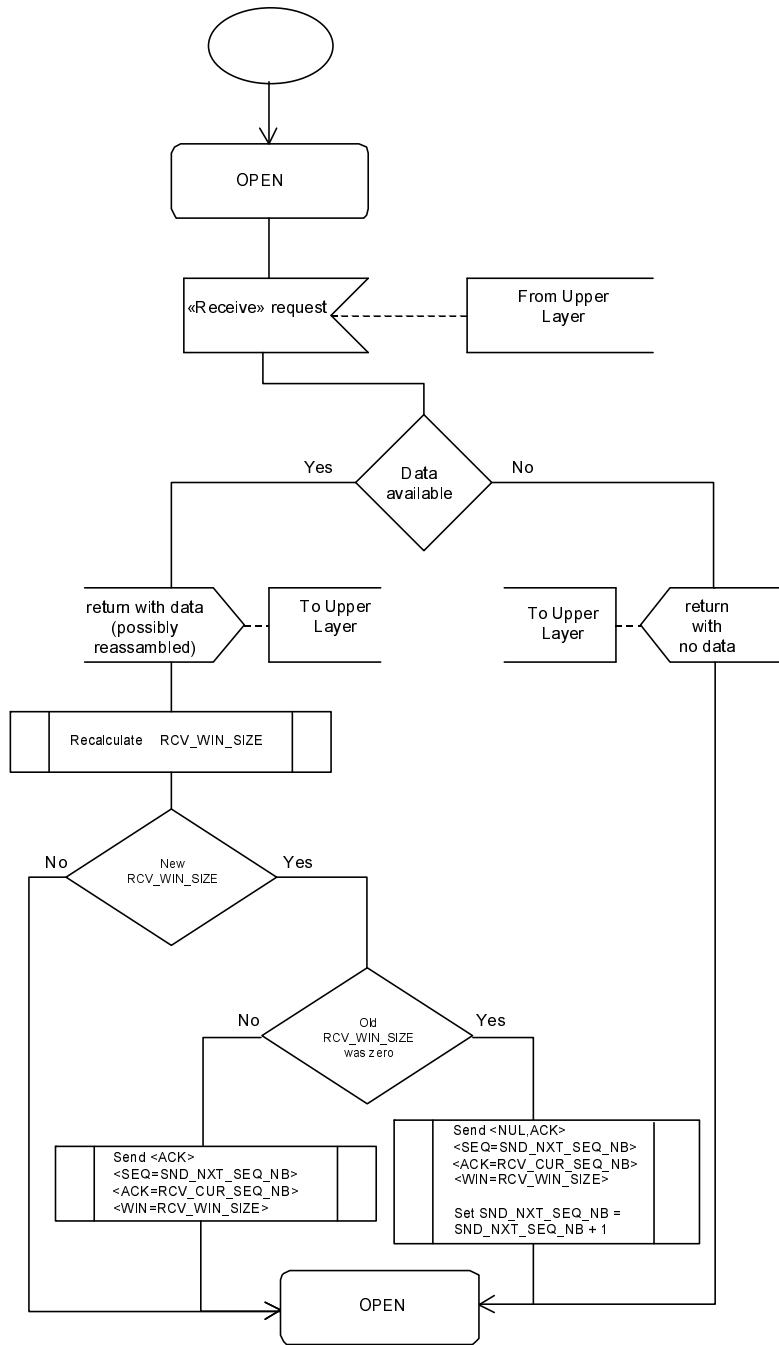 OPEN
«Receive» request
From Upper
Layer
Yes
Data
available
No
return with data
(possibly
reassambled)
To Upper
Layer
To Upper
Layer
return
with
no data
Recalculate RCV_WIN_SIZE
No
New
RCV_WIN_SIZE
Yes
No
Old
RCV_WIN_SIZE
was zero
Yes
Send <ACK>
<SEQ=SND_NXT_SEQ_NB>
<ACK=RCV_CUR_SEQ_NB>
<WIN=RCV_WIN_SIZE>
Send <NUL,ACK>
<SEQ=SND_NXT_SEQ_NB>
<ACK=RCV_CUR_SEQ_NB>
<WIN=RCV_WIN_SIZE>
Set SND_NXT_SEQ_NB =
SND_NXT_SEQ_NB + 1
OPEN